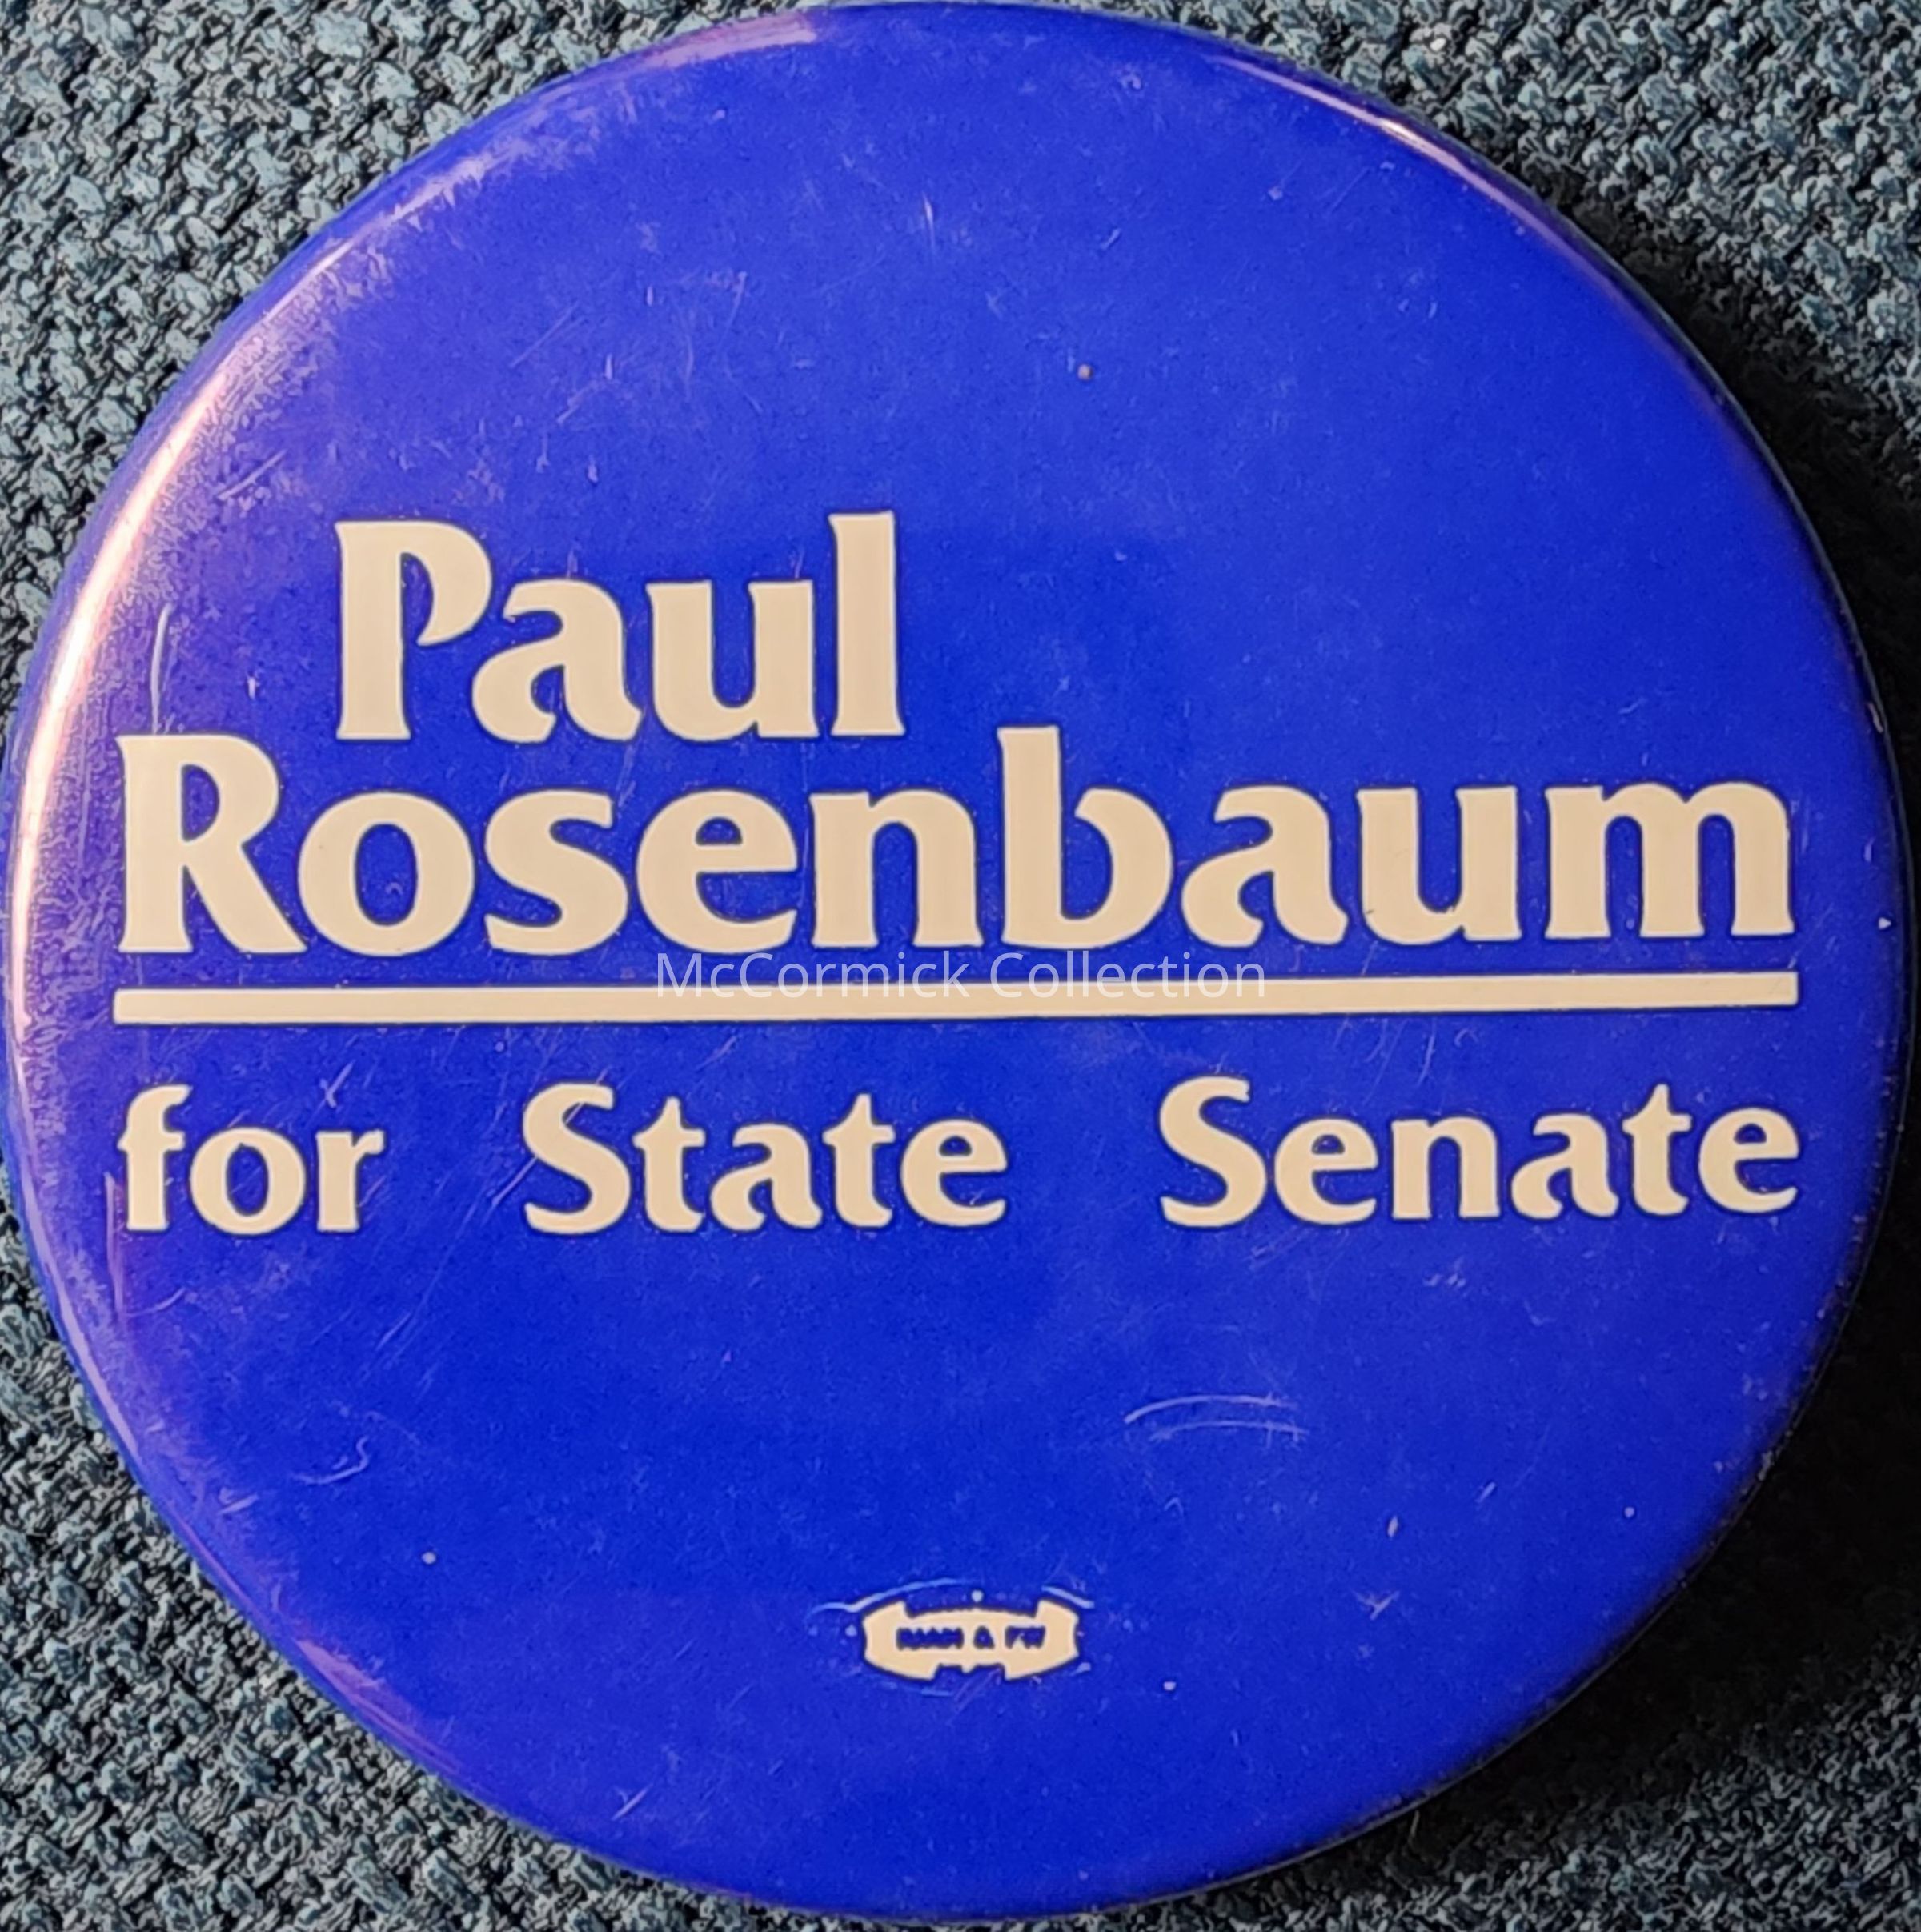 Paul
Rosenbaum
McCormick Collection
for State Senate